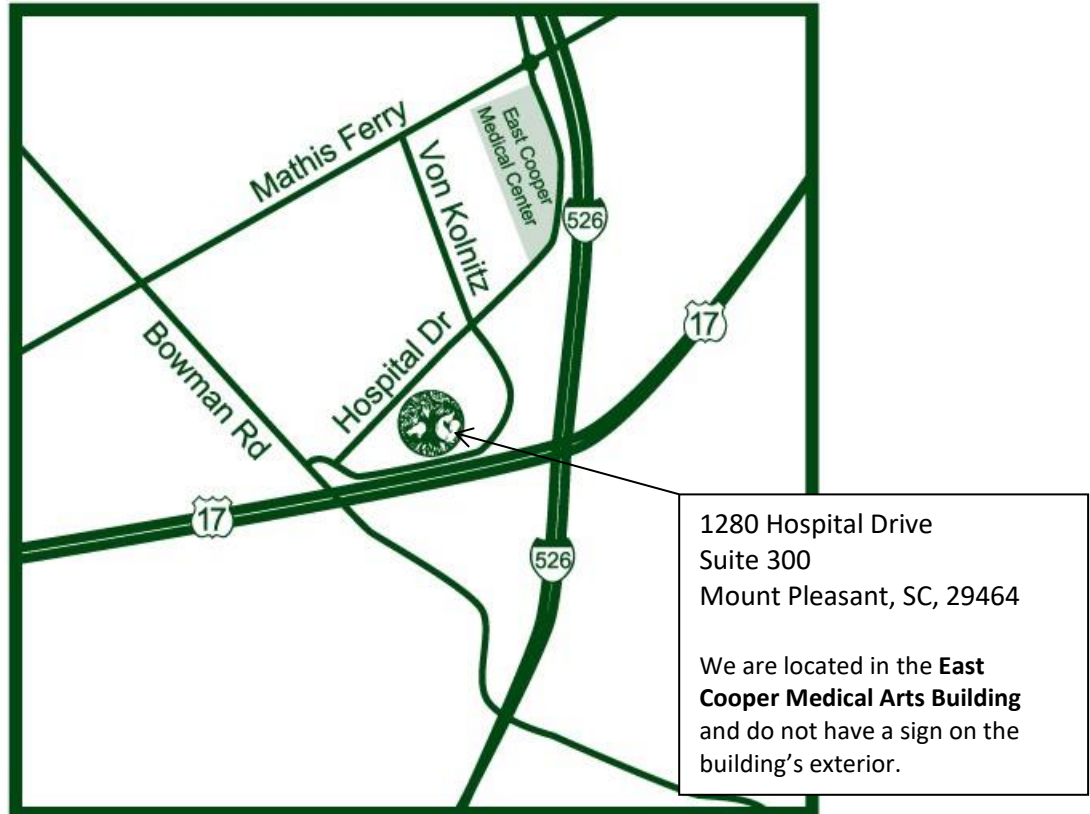 Mathis Ferry
East Cooper
Medical Center
Von Kolnitz
526
17
Bowman Rd
Hospital Dr
17
526
1280 Hospital Drive
Suite 300
Mount Pleasant, SC, 29464
We are located in the East
Cooper Medical Arts Building
and do not have a sign on the
building’s exterior.